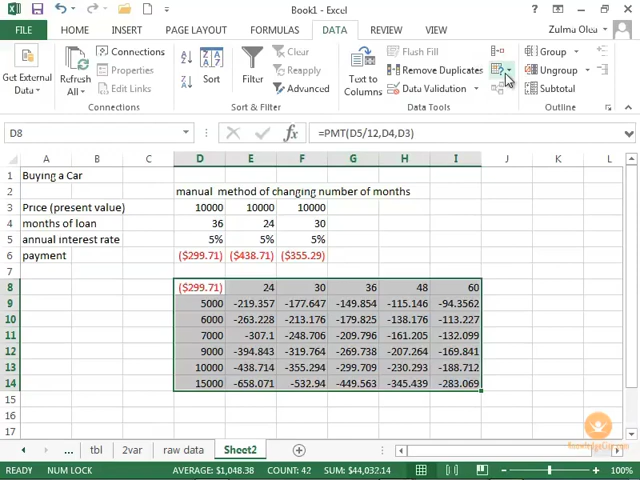 Book1 - Excel
Zulma Olea
FILE HOME INSERT PAGE LAYOUT FORMULAS DATA REVIEW VIEW
Get External Data
Refresh All
Connections
Properties
Edit Links
Connections
Sort
Filter
Clear
Reapply
Advanced
Sort & Filter
Text to Columns
Flash Fill
Remove Duplicates
Data Validation
Data Tools
Group
Ungroup
Subtotal
Outline
D8 fx =PMT(D5/12,D4,D3)
A B C D E F G H I J K L
1 Buying a Car
2 manual method of changing number of months
3 Price (present value) 10000 10000 10000
4 months of loan 36 24 30
5 annual interest rate 5% 5% 5%
6 payment ($299.71) ($438.71) ($355.29)
7
8 ($299.71) 24 30 36 48 60
9 5000 -219.357 -177.647 -149.854 -115.146 -94.3562
10 6000 -263.228 -213.176 -179.825 -138.176 -113.227
11 7000 -307.1 -248.706 -209.796 -161.205 -132.099
12 9000 -394.843 -319.764 -269.738 -207.264 -169.841
13 10000 -438.714 -355.294 -299.709 -230.293 -188.712
14 15000 -658.071 -532.94 -449.563 -345.439 -283.069
15
16
17
... tbl 2var raw data Sheet2
READY NUM LOCK AVERAGE: $1,048.38 COUNT: 42 SUM: $44,032.14 100%